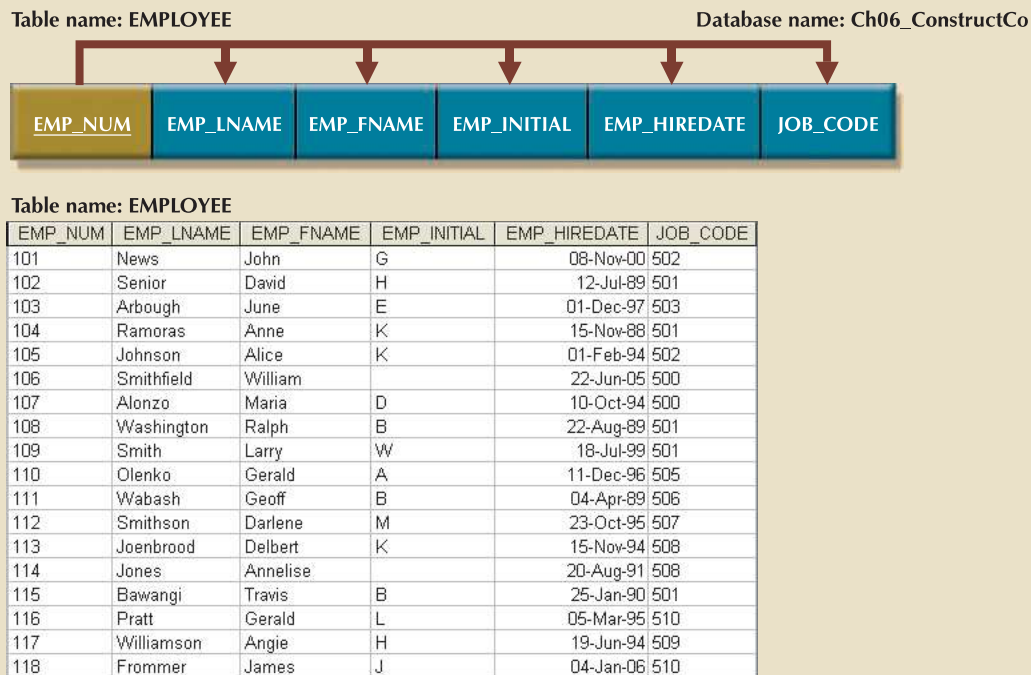 Table name: EMPLOYEE Database name: Ch06_ConstructCo
EMP_NUM EMP_LNAME EMP_FNAME EMP_INITIAL EMP_HIREDATE JOB_CODE
Table name: EMPLOYEE
EMP_NUM EMP_LNAME EMP_FNAME EMP_INITIAL EMP_HIREDATE JOB_CODE
101 News John G 08-Nov-00 502
102 Senior David H 12-Jul-89 501
103 Arbough June E 01-Dec-97 503
104 Ramoras Anne K 15-Nov-88 501
105 Johnson Alice K 01-Feb-94 502
106 Smithfield William 22-Jun-05 500
107 Alonzo Maria D 10-Oct-94 500
108 Washington Ralph B 22-Aug-89 501
109 Smith Larry W 18-Jul-99 501
110 Olenko Gerald A 11-Dec-96 505
111 Wabash Geoff B 04-Apr-89 506
112 Smithson Darlene M 23-Oct-95 507
113 Joenbrood Delbert K 15-Nov-94 508
114 Jones Annelise 20-Aug-91 508
115 Bawangi Travis B 25-Jan-90 501
116 Pratt Gerald L 05-Mar-95 510
117 Williamson Angie H 19-Jun-94 509
118 Frommer James J 04-Jan-06 510